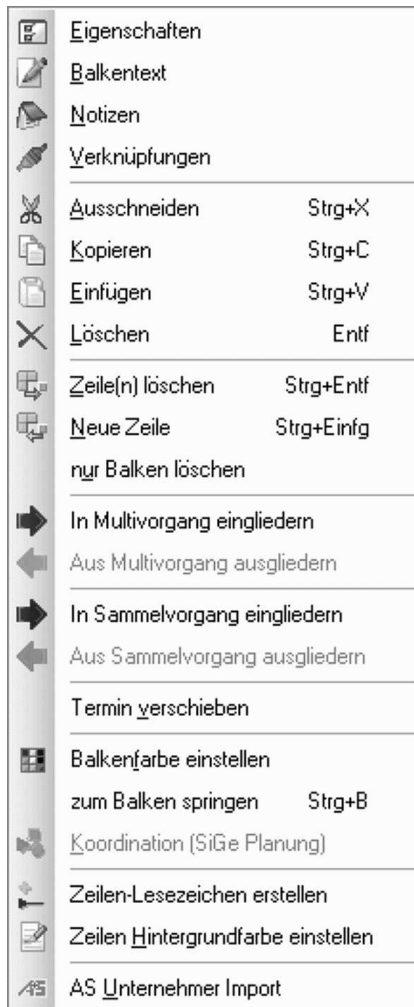 Eigenschaften
Balkentext
Notizen
Verknüpfungen
Ausschneiden Strg+X
Kopieren Strg+C
Einfügen Strg+V
Löschen Entf
Zeile(n) löschen Strg+Entf
Neue Zeile Strg+Einfg
nur Balken löschen
In Multivorgang eingliedern
Aus Multivorgang ausgliedern
In Sammelvorgang eingliedern
Aus Sammelvorgang ausgliedern
Termin verschieben
Balkenfarbe einstellen
zum Balken springen Strg+B
Koordination (SiGe Planung)
Zeilen-Lesezeichen erstellen
Zeilen Hintergrundfarbe einstellen
AS AS Unternehmer Import